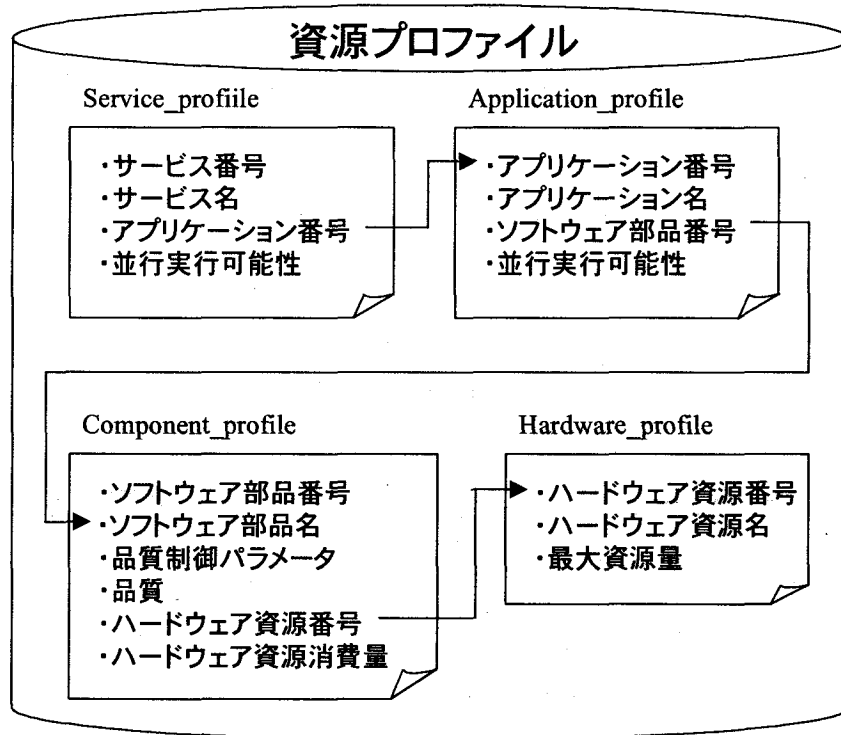 資源プロファイル
Service_profiile
・サービス番号
・サービス名
・アプリケーション番号
・並行実行可能性
Application_profile
・アプリケーション番号
・アプリケーション名
・ソフトウェア部品番号
・並行実行可能性
Component_profile
・ソフトウェア部品番号
・ソフトウェア部品名
・品質制御パラメータ
・品質
・ハードウェア資源番号
・ハードウェア資源消費量
Hardware_profile
・ハードウェア資源番号
・ハードウェア資源名
・最大資源量